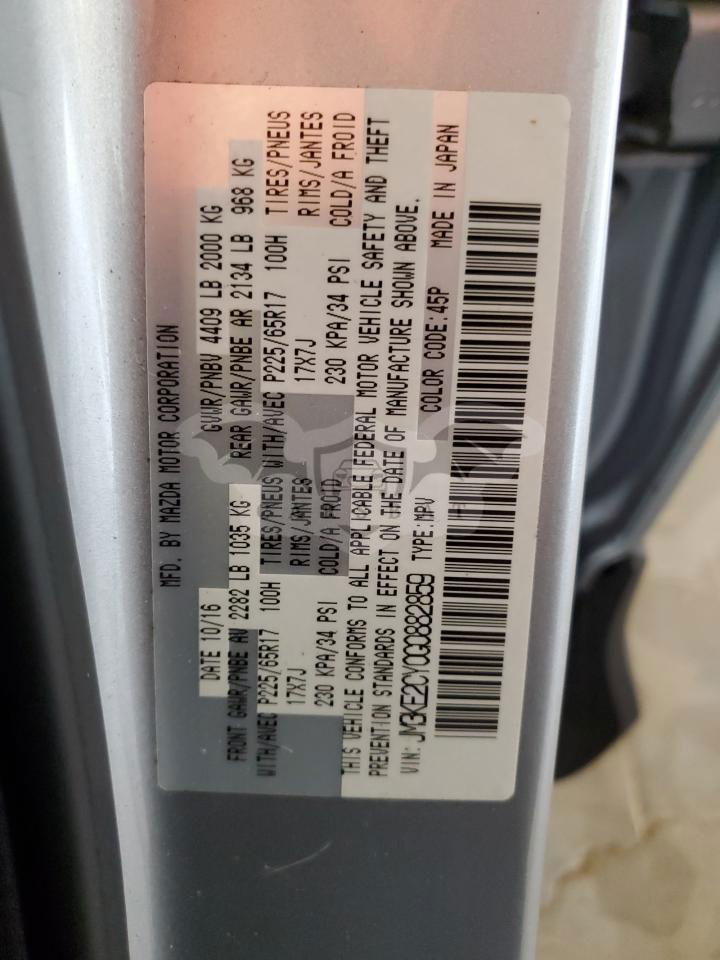 MFD. BY MAZDA MOTOR CORPORATION
DATE 10/16 GVWR/PNBV 4409 LB 2000 KG
FRONT GAWR/PNBE AV 2282 LB 1035 KG REAR GAWR/PNBE AR 2134 LB 968 KG
WITH/AVEC P225/65R17 100H TIRES/PNEUS WITH/AVEC P225/65R17 100H TIRES/PNEUS
17X7J RIMS/JANTES 17X7J RIMS/JANTES
230 KPA/34 PSI COLD/A FROID 230 KPA/34 PSI COLD/A FROID
THIS VEHICLE CONFORMS TO ALL APPLICABLE FEDERAL MOTOR VEHICLE SAFETY AND THEFT
PREVENTION STANDARDS IN EFFECT ON THE DATE OF MANUFACTURE SHOWN ABOVE.
VIN: JM3KE2CY0G0882859 TYPE: MPV COLOR CODE: 45P MADE IN JAPAN